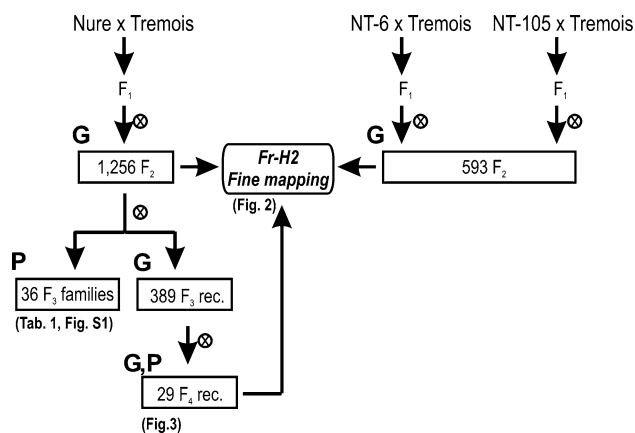 Nure x Tremois
NT-6 x Tremois
NT-105 x Tremois
F₁
F₁
F₁
G
G
1,256 F₂
Fr-H2
Fine mapping
593 F₂
(Fig. 2)
P
G
36 F₃ families
389 F₃ rec.
(Tab. 1, Fig. S1)
G,P
29 F₄ rec.
(Fig.3)